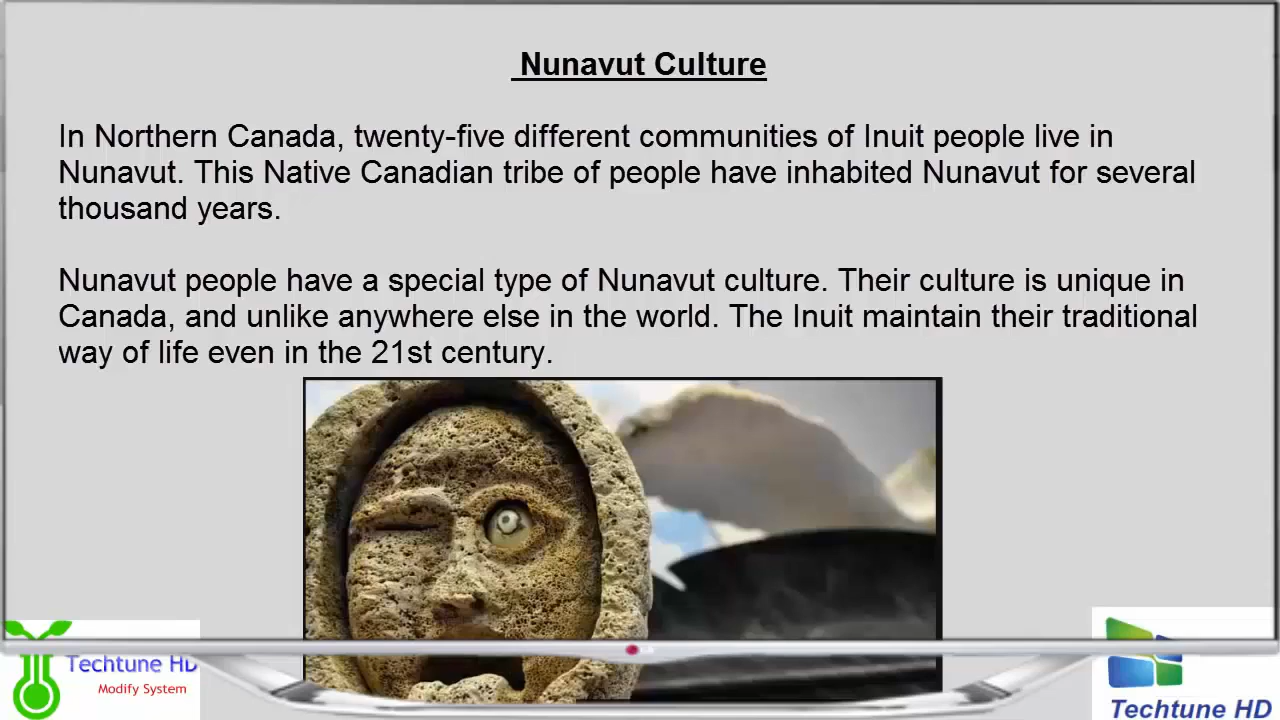 Nunavut Culture
In Northern Canada, twenty-five different communities of Inuit people live in
Nunavut. This Native Canadian tribe of people have inhabited Nunavut for several
thousand years.
Nunavut people have a special type of Nunavut culture. Their culture is unique in
Canada, and unlike anywhere else in the world. The Inuit maintain their traditional
way of life even in the 21st century.
Techtune HD
Modify System
Techtune HD